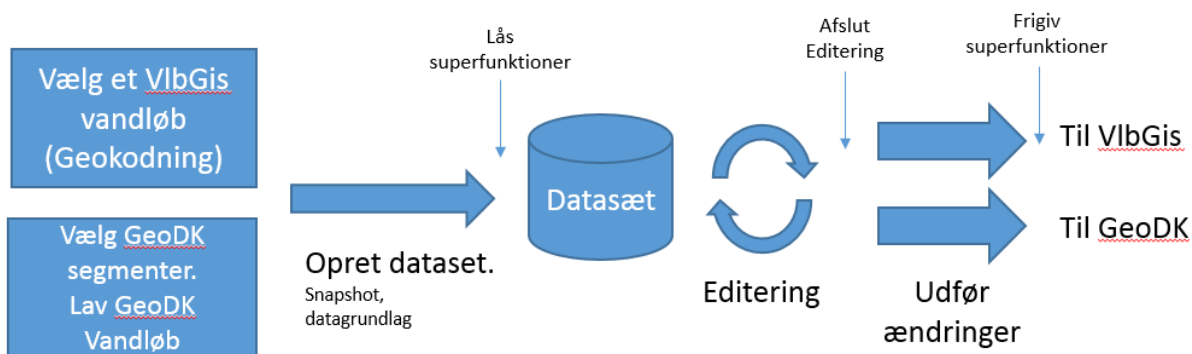 Vælg et VlbGis
vandløb
(Geokodning)
Vælg GeoDK
segmenter.
Lav GeoDK
Vandløb
Opret dataset.
Snapshot,
datagrundlag
Lås
superfunktioner
Datasæt
Editering
Afslut
Editering
Udfør
ændringer
Frigiv
superfunktioner
Til VlbGis
Til GeoDK